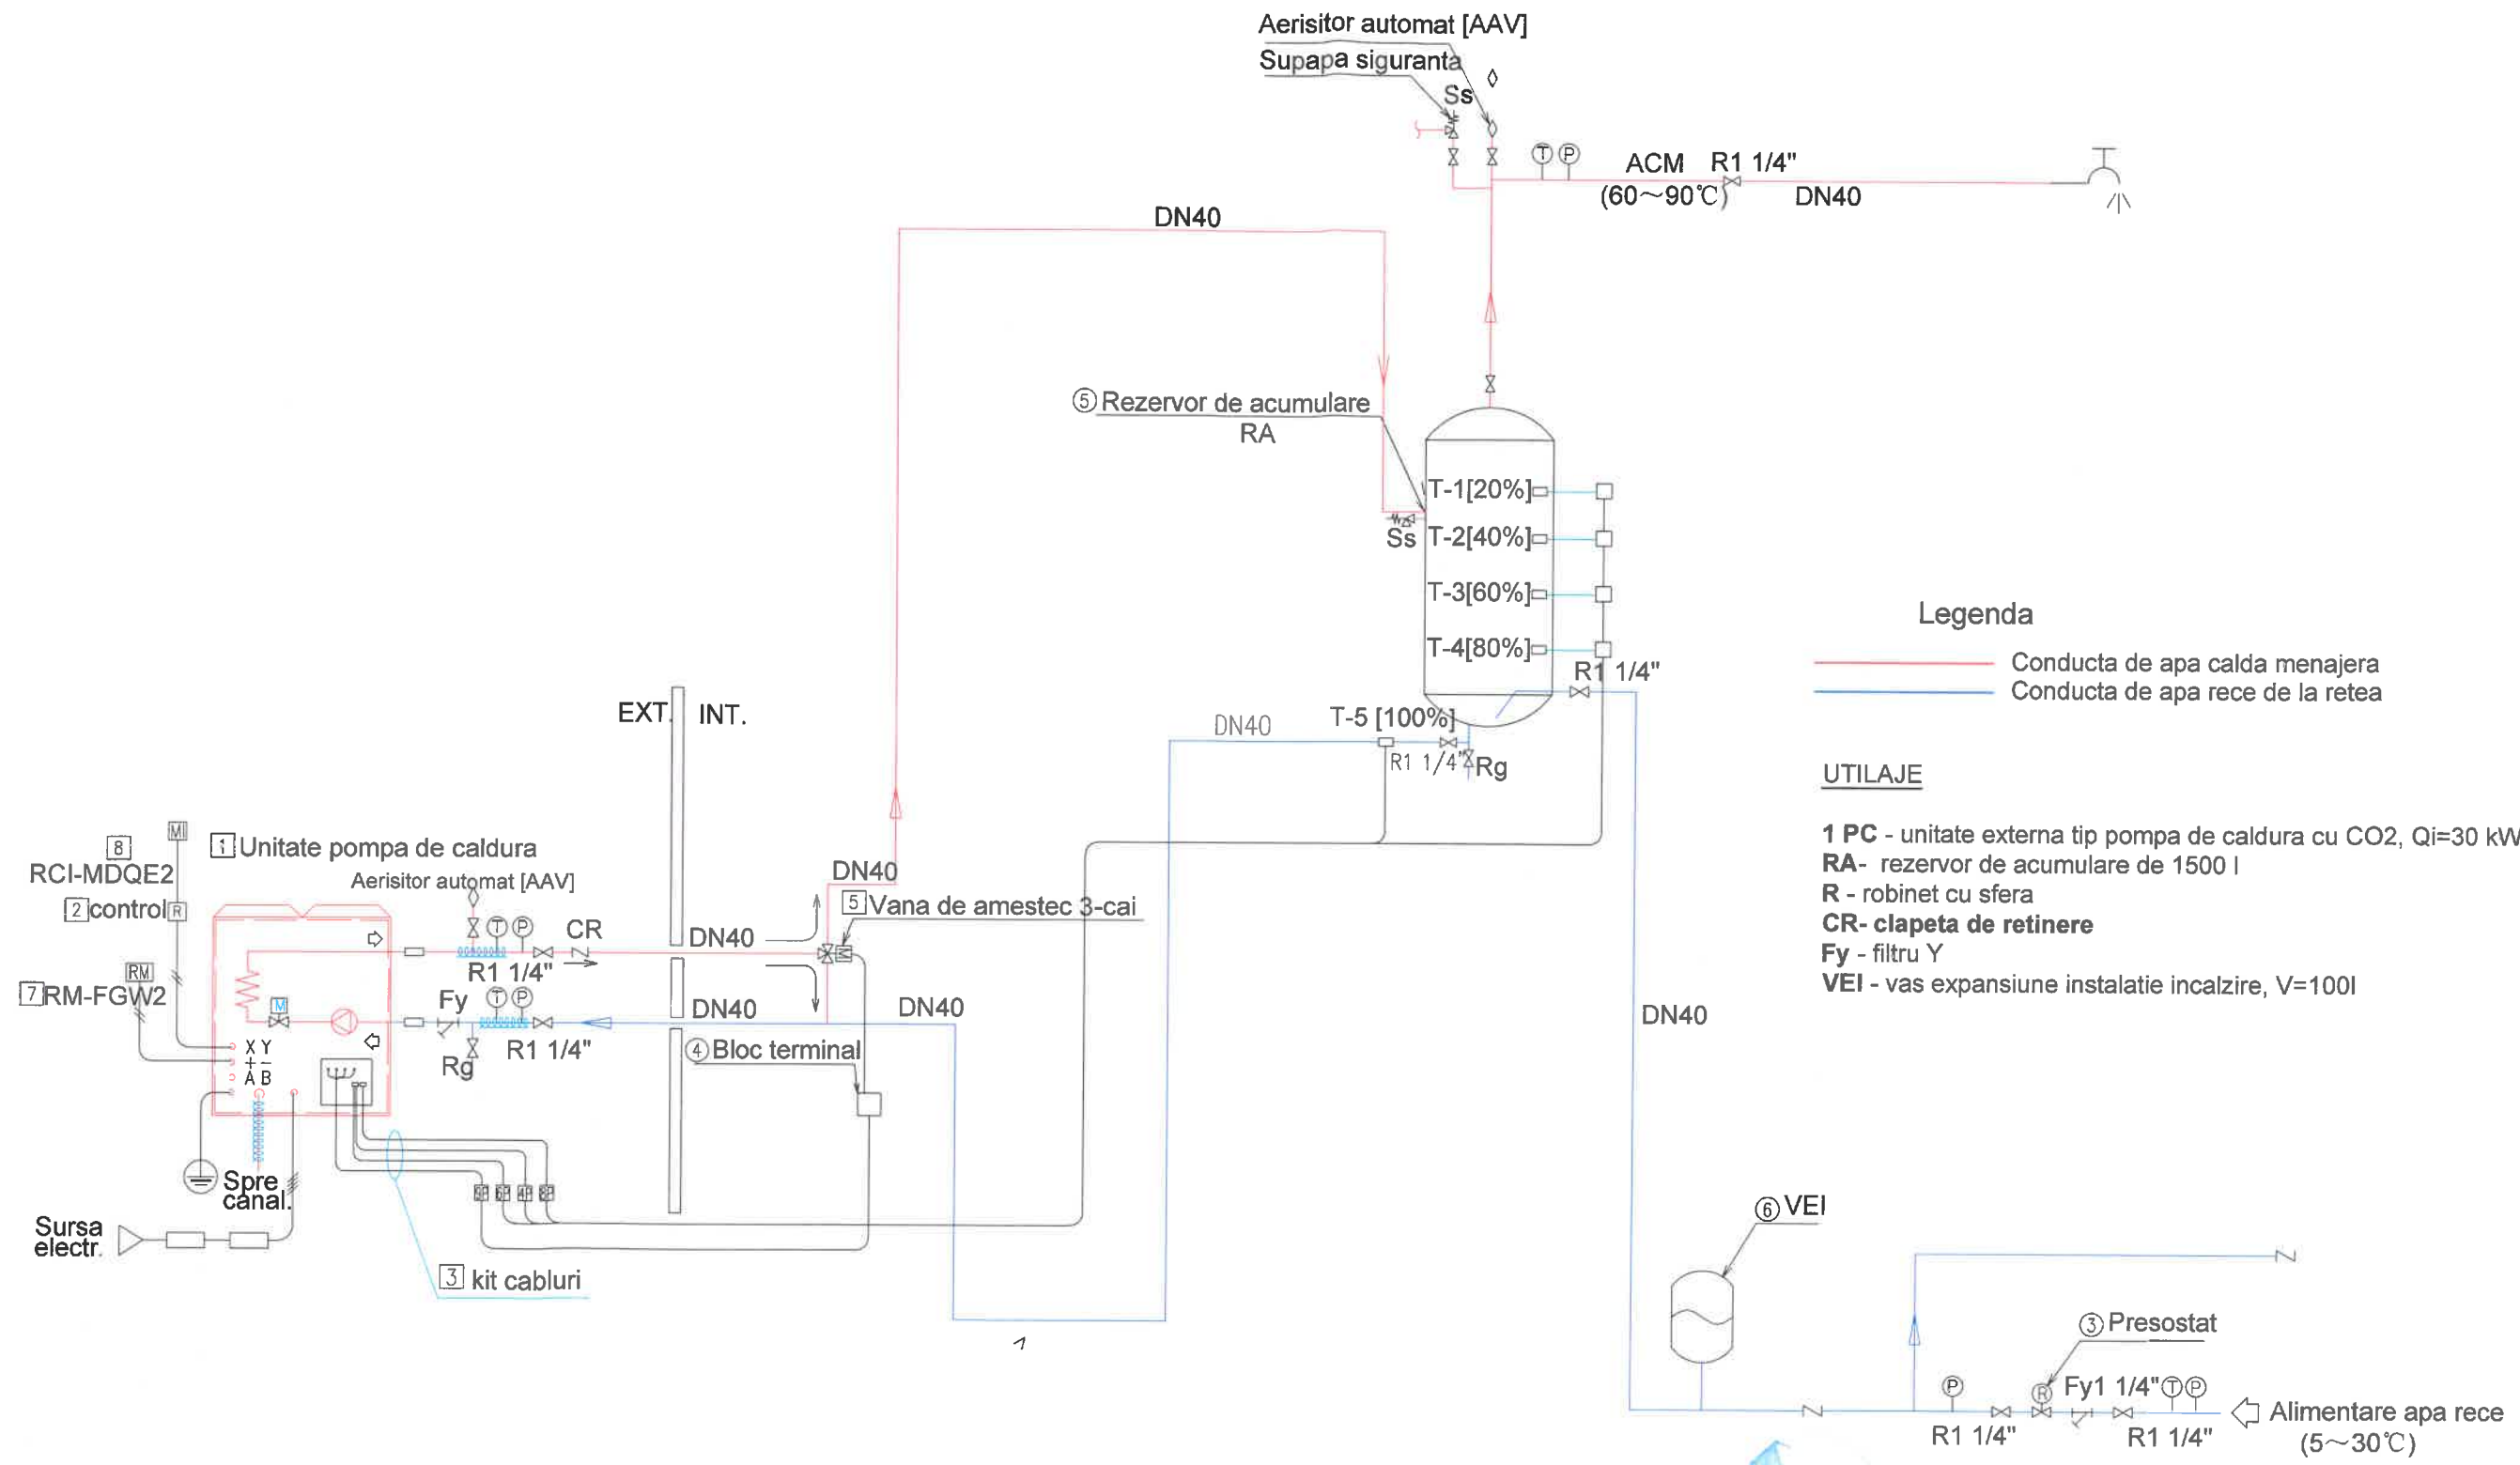 Aerisitor automat [AAV]
Supapa siguranta
Ss
T P
ACM R1 1/4"
(60～90℃)
DN40
DN40
⑤ Rezervor de acumulare
RA
T-1[20%]
T-2[40%]
Ss
T-3[60%]
T-4[80%]
R1 1/4"
T-5 [100%]
DN40
R1 1/4"
Rg
Legenda
Conducta de apa calda menajera
Conducta de apa rece de la retea
UTILAJE
1 PC - unitate externa tip pompa de caldura cu CO2, Qi=30 kW
RA- rezervor de acumulare de 1500 l
R - robinet cu sfera
CR- clapeta de retinere
Fy - filtru Y
VEI - vas expansiune instalatie incalzire, V=100l
EXT. INT.
MI
8
RCI-MDQE2
2 control R
RM
7 RM-FGW2
1 Unitate pompa de caldura
Aerisitor automat [AAV]
T P
CR
R1 1/4"
DN40
DN40
5 Vana de amestec 3-cai
M
M
Fy
T P
R1 1/4"
Rg
DN40
DN40
④ Bloc terminal
X Y
+ −
A B
Spre
canal.
Sursa
electr.
3 kit cabluri
DN40
⑥ VEI
③ Presostat
P
R
Fy1 1/4"
T P
R1 1/4"
R1 1/4"
Alimentare apa rece
(5～30℃)